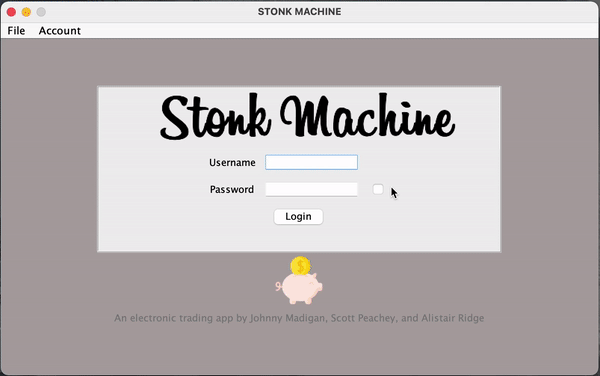 STONK MACHINE
File Account
Stonk Machine
Username
Password
Login
$
An electronic trading app by Johnny Madigan, Scott Peachey, and Alistair Ridge